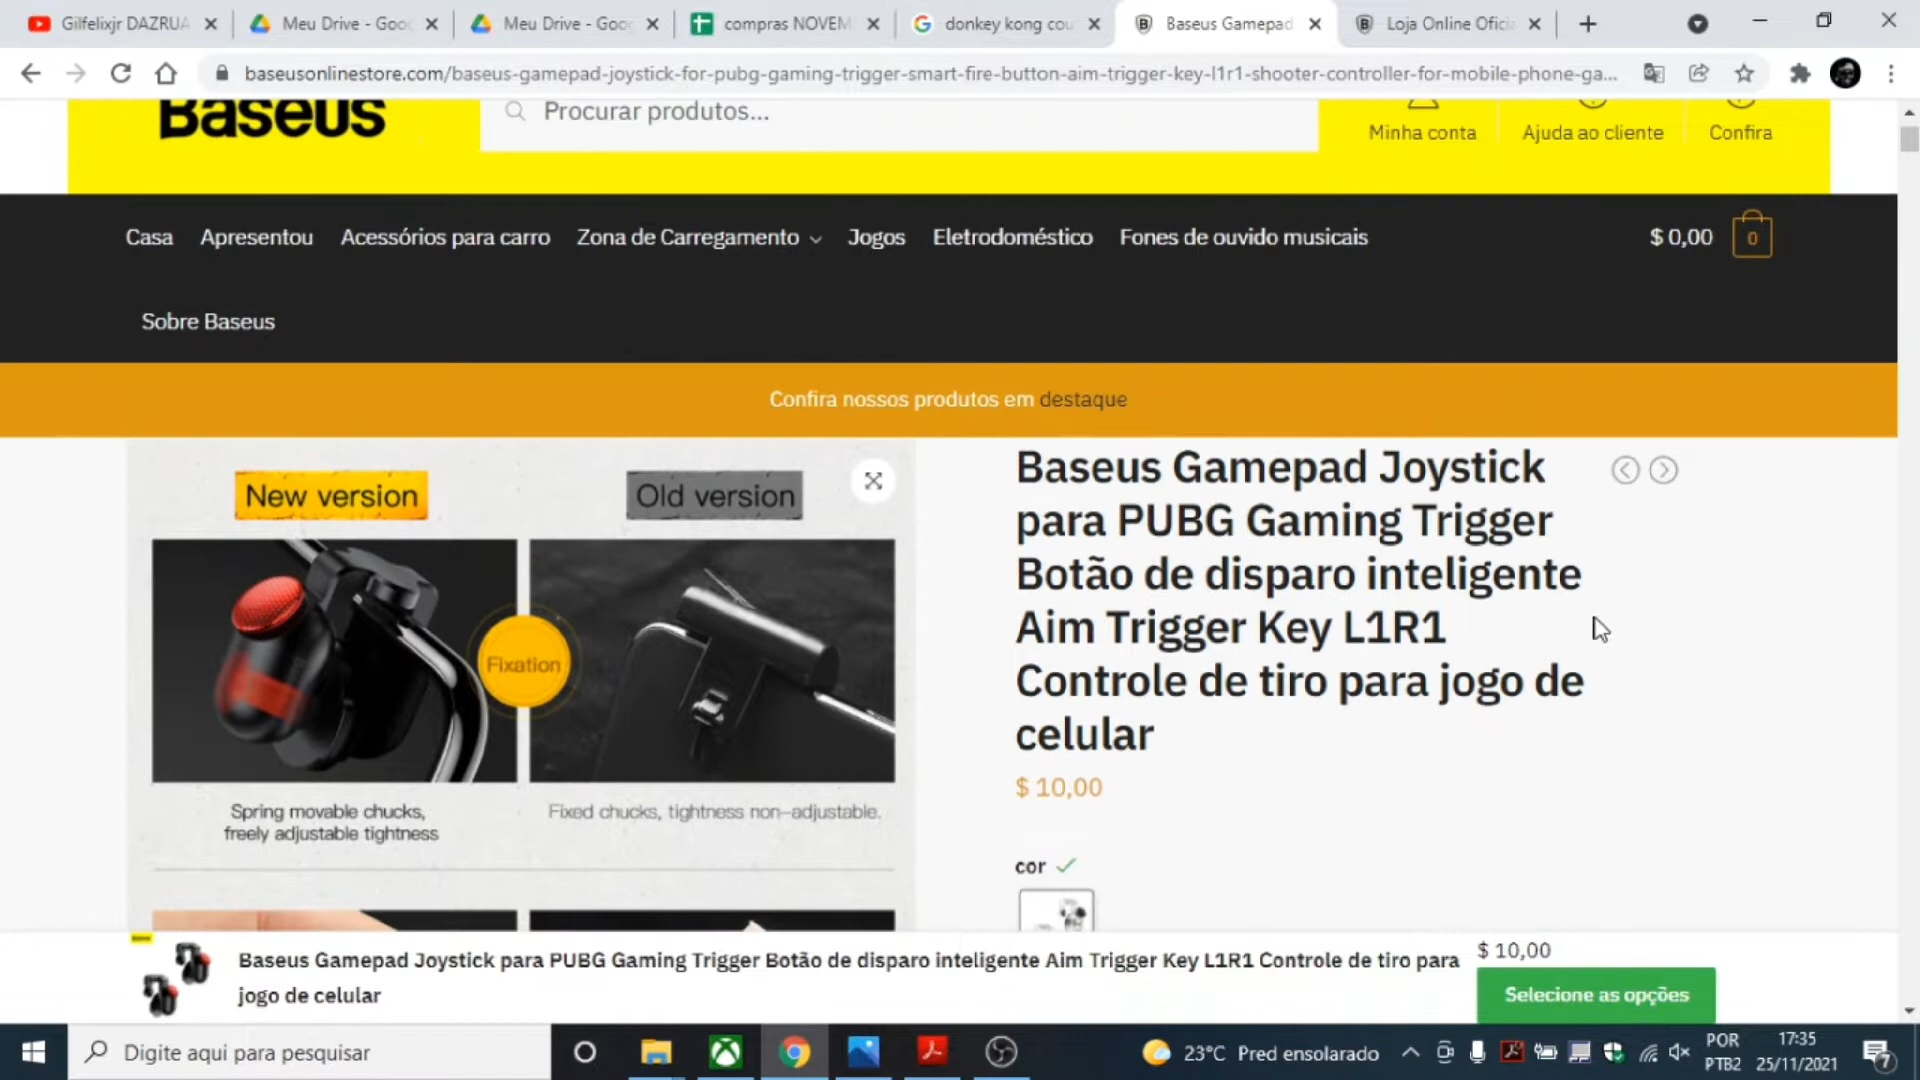 Gilfelixjr DAZRUA
Meu Drive - Goo
Meu Drive - Goo
compras NOVEM
donkey kong cou
Baseus Gamepad
Loja Online Oficia
baseusonlinestore.com/baseus-gamepad-joystick-for-pubg-gaming-trigger-smart-fire-button-aim-trigger-key-l1r1-shooter-controller-for-mobile-phone-ga...
Baseus
Procurar produtos...
Minha conta
Ajuda ao cliente
Confira
Casa
Apresentou
Acessórios para carro
Zona de Carregamento
Jogos
Eletrodoméstico
Fones de ouvido musicais
$ 0,00
0
Sobre Baseus
Confira nossos produtos em destaque
New version
Old version
Fixation
Spring movable chucks,
freely adjustable tightness
Fixed chucks, tightness non-adjustable.
Baseus Gamepad Joystick
para PUBG Gaming Trigger
Botão de disparo inteligente
Aim Trigger Key L1R1
Controle de tiro para jogo de
celular
$ 10,00
cor
Baseus Gamepad Joystick para PUBG Gaming Trigger Botão de disparo inteligente Aim Trigger Key L1R1 Controle de tiro para
jogo de celular
$ 10,00
Selecione as opções
Digite aqui para pesquisar
23°C Pred ensolarado
POR
PTB2
17:35
25/11/2021
7